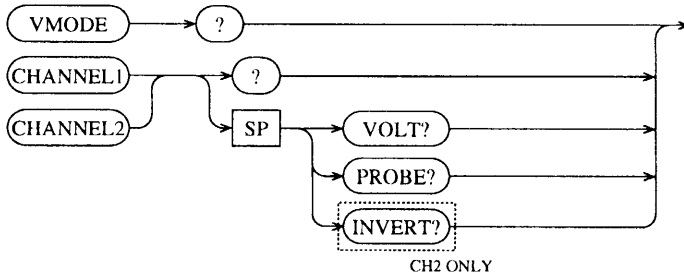 VMODE ?
CHANNEL1 ?
CHANNEL2 SP VOLT?
PROBE?
INVERT?
CH2 ONLY